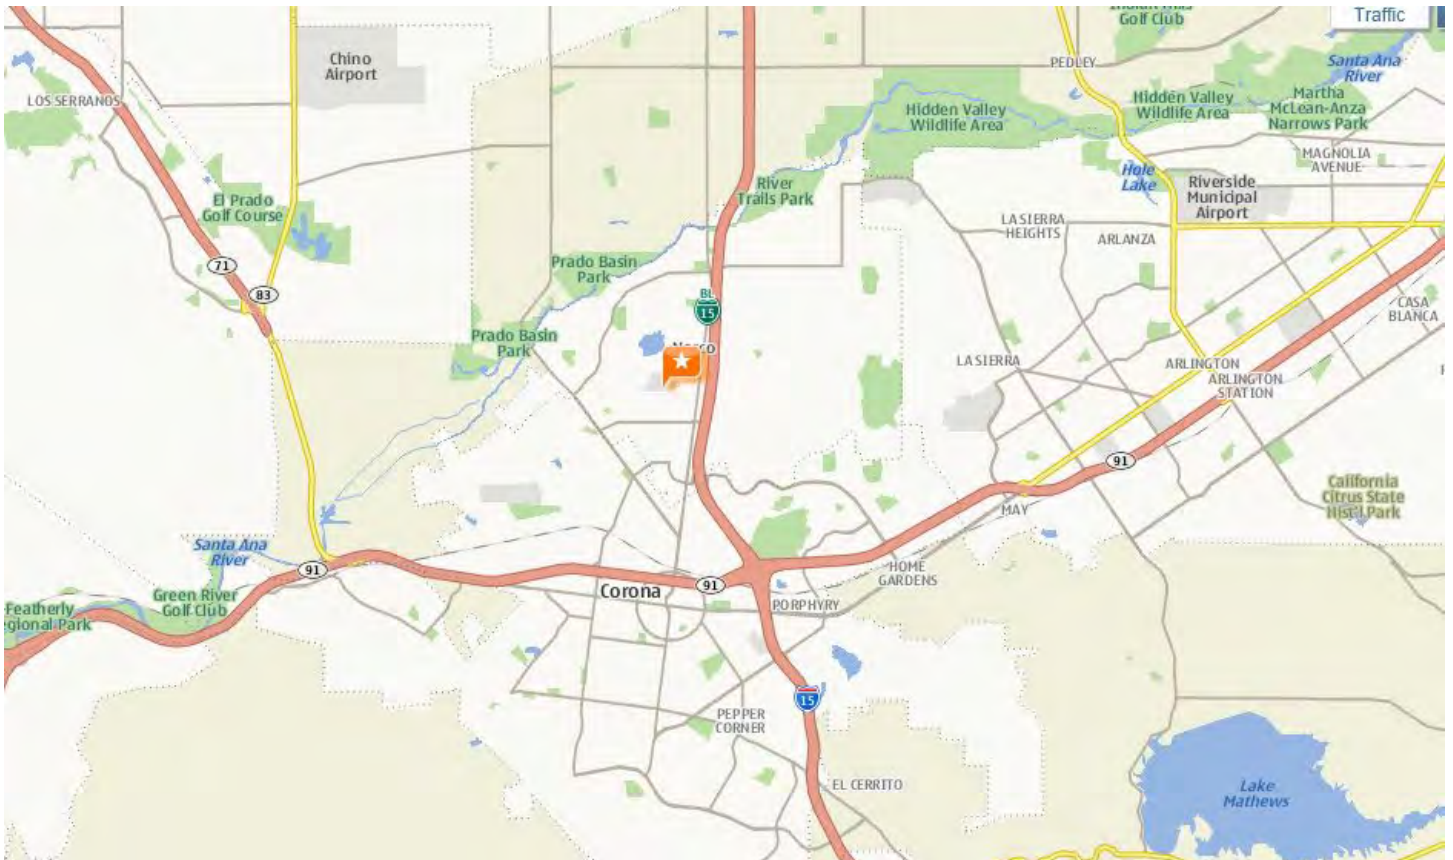 Indian Hills
Golf Club
Traffic
Chino
Airport
PEDLEY
Santa Ana
River
LOS SERRANOS
Hidden Valley
Wildlife Area
Hidden Valley
Wildlife Area
Martha
McLean-Anza
Narrows Park
MAGNOLIA
AVENUE
El Prado
Golf Course
River
Trails Park
Hole
Lake
Riverside
Municipal
Airport
LA SIERRA
HEIGHTS
ARLANZA
71
83
Prado Basin
Park
BL
15
CASA
BLANCA
Prado Basin
Park
Norco
LA SIERRA
ARLINGTON
ARLINGTON
STATION
91
California
Citrus State
Hist'l Park
MAY
Santa Ana
River
91
HOME
GARDENS
Green River
Golf Club
Featherly
egional Park
Corona
91
PORPHYRY
15
PEPPER
CORNER
EL CERRITO
Lake
Mathews